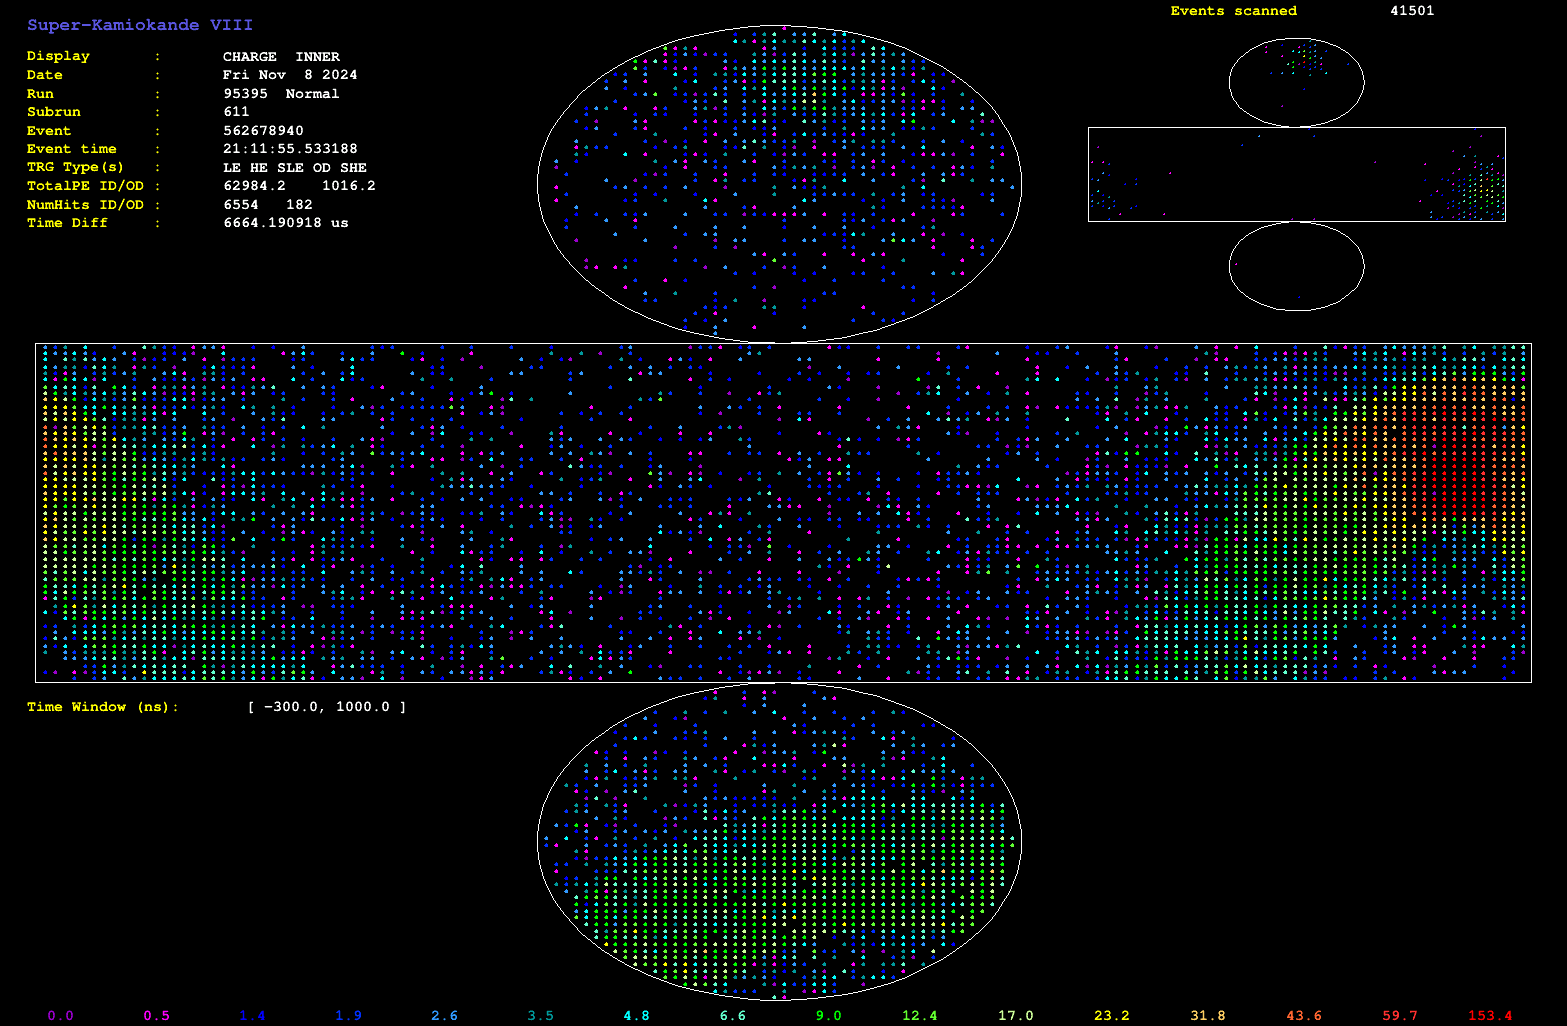 Super-Kamiokande VIII
Display : CHARGE INNER
Date : Fri Nov 8 2024
Run : 95395 Normal
Subrun : 611
Event : 562678940
Event time : 21:11:55.533188
TRG Type(s) : LE HE SLE OD SHE
TotalPE ID/OD : 62984.2 1016.2
NumHits ID/OD : 6554 182
Time Diff : 6664.190918 us
Events scanned 41501
Time Window (ns): [ −300.0, 1000.0 ]
0.0 0.5 1.4 1.9 2.6 3.5 4.8 6.6 9.0 12.4 17.0 23.2 31.8 43.6 59.7 153.4